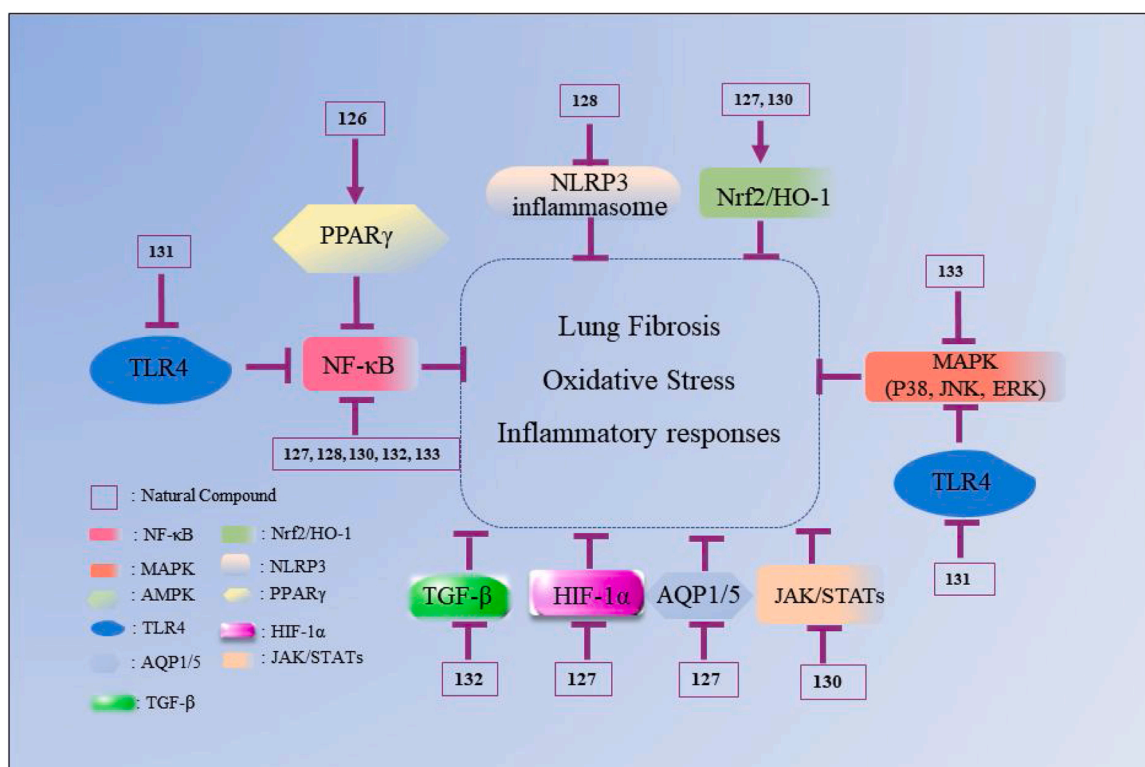 128
127, 130
126
NLRP3
inflammasome
Nrf2/HO-1
PPARγ
131
133
Lung Fibrosis
TLR4
NF-κB
MAPK
(P38, JNK, ERK)
Oxidative Stress
Inflammatory responses
127, 128, 130, 132, 133
TLR4
: Natural Compound
: NF-κB
: Nrf2/HO-1
: MAPK
: NLRP3
: AMPK
: PPARγ
: TLR4
: HIF-1α
: AQP1/5
: JAK/STATs
: TGF-β
131
TGF-β
HIF-1α
AQP1/5
JAK/STATs
132
127
127
130